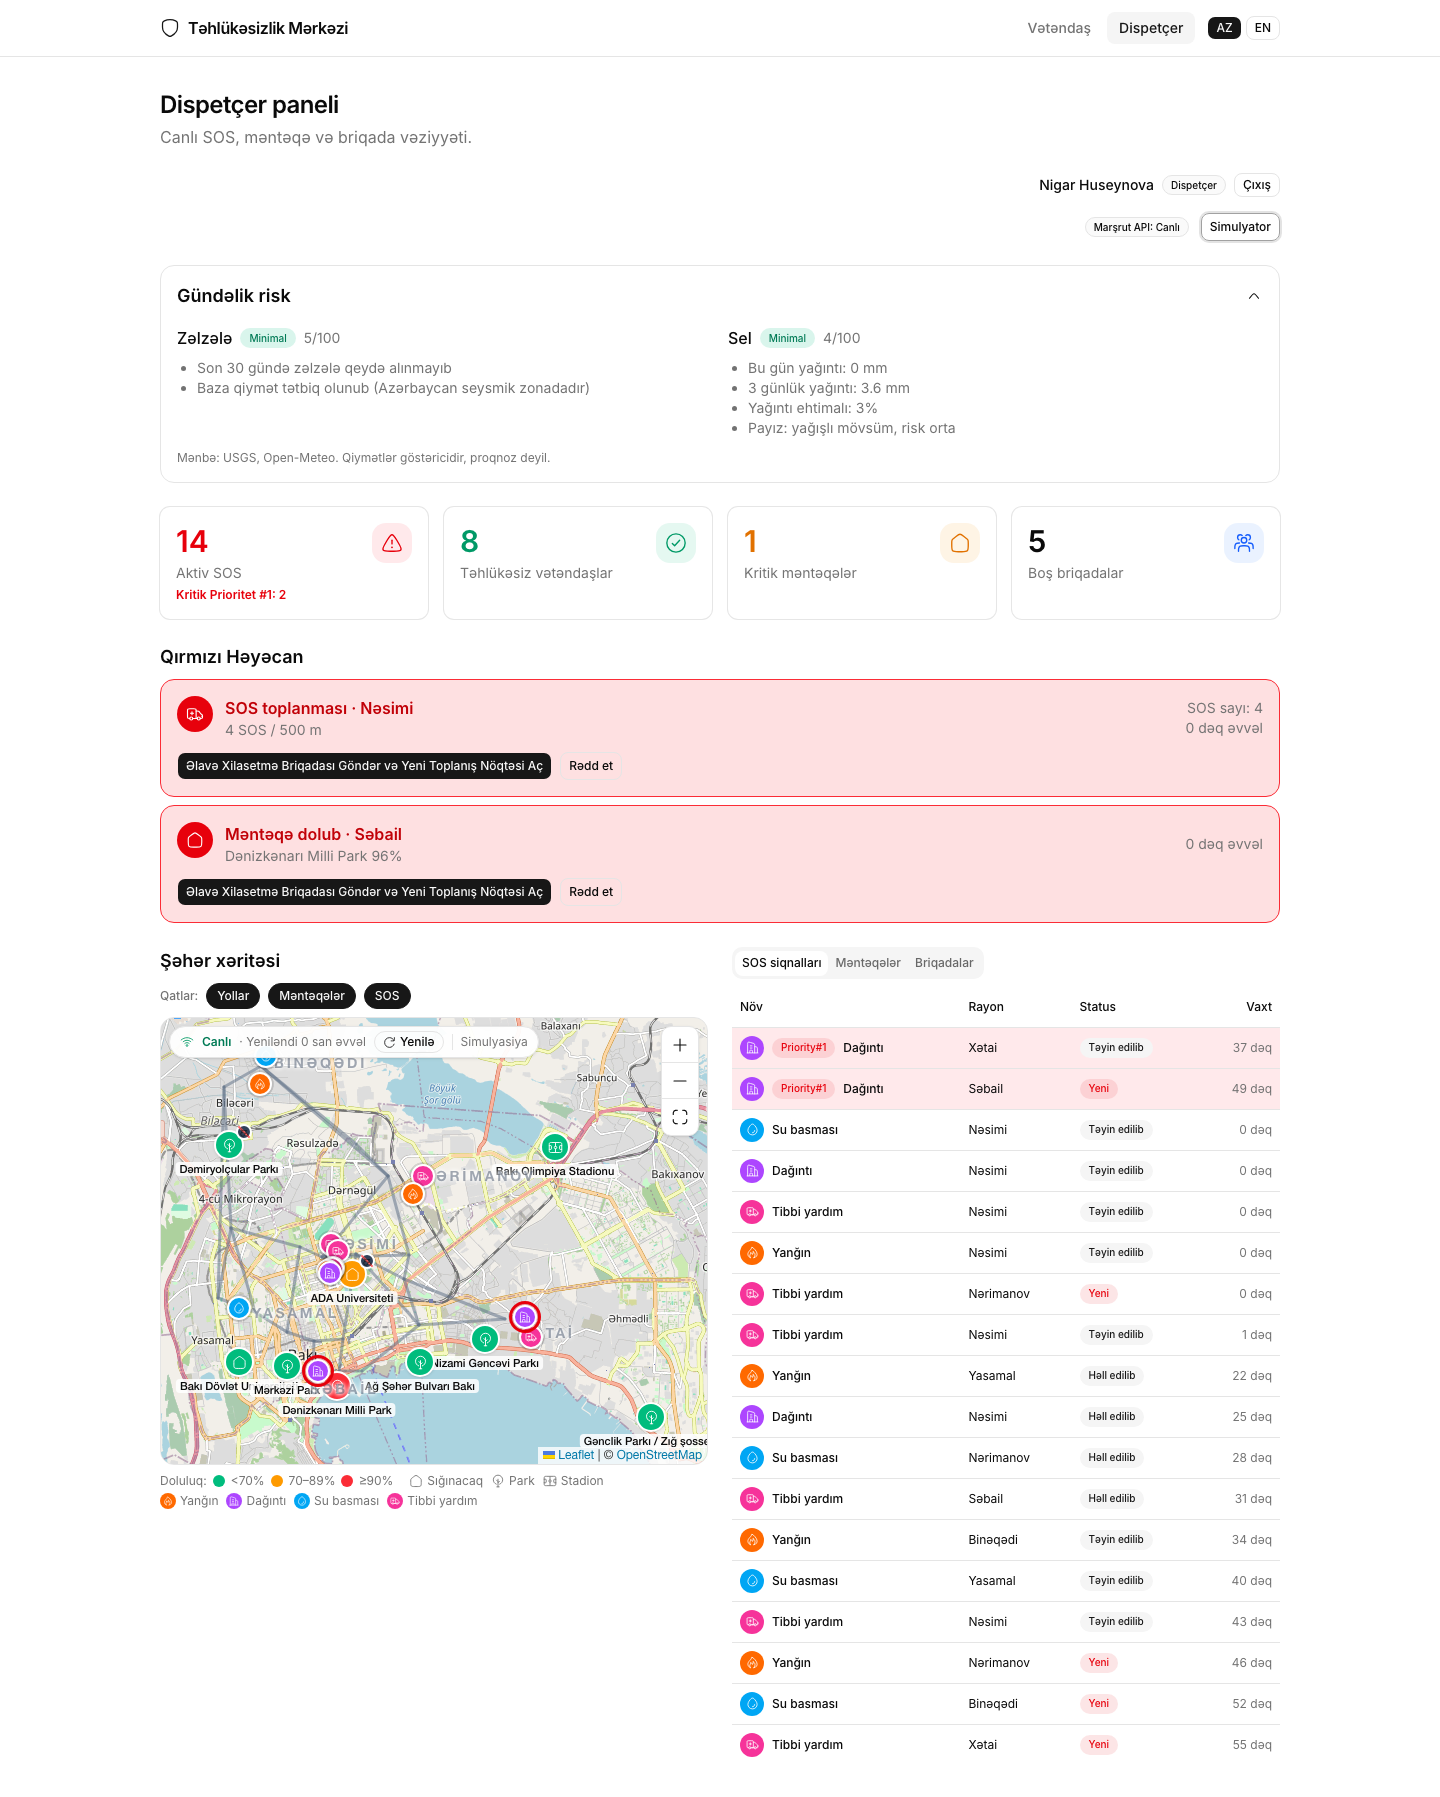 Təhlükəsizlik Mərkəzi
Vətəndaş
Dispetçer
AZ
EN
Dispetçer paneli
Canlı SOS, məntəqə və briqada vəziyyəti.
Nigar Huseynova
Dispetçer
Çıxış
Marşrut API: Canlı
Simulyator
Gündəlik risk
Zəlzələ
Minimal
5/100
Son 30 gündə zəlzələ qeydə alınmayıb
Baza qiymət tətbiq olunub (Azərbaycan seysmik zonadadır)
Sel
Minimal
4/100
Bu gün yağıntı: 0 mm
3 günlük yağıntı: 3.6 mm
Yağıntı ehtimalı: 3%
Payız: yağışlı mövsüm, risk orta
Mənbə: USGS, Open-Meteo. Qiymətlər göstəricidir, proqnoz deyil.
14
Aktiv SOS
Kritik Prioritet #1: 2
8
Təhlükəsiz vətəndaşlar
1
Kritik məntəqələr
5
Boş briqadalar
Qırmızı Həyəcan
SOS toplanması · Nəsimi
4 SOS / 500 m
SOS sayı: 4
0 dəq əvvəl
Əlavə Xilasetmə Briqadası Göndər və Yeni Toplanış Nöqtəsi Aç
Rədd et
Məntəqə dolub · Səbail
Dənizkənarı Milli Park 96%
0 dəq əvvəl
Əlavə Xilasetmə Briqadası Göndər və Yeni Toplanış Nöqtəsi Aç
Rədd et
Şəhər xəritəsi
Qatlar:
Yollar
Məntəqələr
SOS
Canlı · Yeniləndi 0 san əvvəl
Yenilə
Simulyasiya
Balaxanı
BİNƏQƏDİ
Böyük Şor gölu
Sabunçu
Biləcəri
Bilacari
Rəsulzadə
Dəmiryolçular Parkı
Bakı Olimpiya Stadionu
Bakıxanov
4-cü Mikrorayon
Dərnəgül
ADA Universiteti
YASAMAL
Əhmədli
Yasamal
Bakı
Nizami Gəncəvi Parkı
Ağ Şəhər Bulvarı Bakı
Dənizkənarı Milli Park
Gənclik Parkı / Zığ şosse
Leaflet | © OpenStreetMap
Doluluq:
<70%
70–89%
≥90%
Sığınacaq
Park
Stadion
Yanğın
Dağıntı
Su basması
Tibbi yardım
SOS siqnalları
Məntəqələr
Briqadalar
Növ Rayon Status Vaxt
Priority#1 Dağıntı Xətai Təyin edilib 37 dəq
Priority#1 Dağıntı Səbail Yeni 49 dəq
Su basması Nəsimi Təyin edilib 0 dəq
Dağıntı Nəsimi Təyin edilib 0 dəq
Tibbi yardım Nəsimi Təyin edilib 0 dəq
Yanğın Nəsimi Təyin edilib 0 dəq
Tibbi yardım Nərimanov Yeni 0 dəq
Tibbi yardım Nəsimi Təyin edilib 1 dəq
Yanğın Yasamal Həll edilib 22 dəq
Dağıntı Nəsimi Həll edilib 25 dəq
Su basması Nərimanov Həll edilib 28 dəq
Tibbi yardım Səbail Həll edilib 31 dəq
Yanğın Binəqədi Təyin edilib 34 dəq
Su basması Yasamal Təyin edilib 40 dəq
Tibbi yardım Nəsimi Təyin edilib 43 dəq
Yanğın Nərimanov Yeni 46 dəq
Su basması Binəqədi Yeni 52 dəq
Tibbi yardım Xətai Yeni 55 dəq